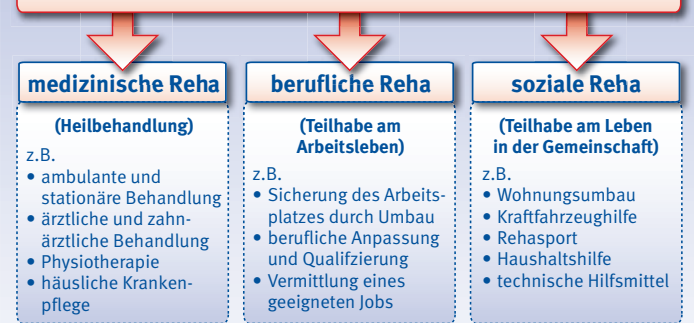 medizinische Reha
(Heilbehandlung)
z.B.
• ambulante und
stationäre Behandlung
• ärztliche und zahn-
ärztliche Behandlung
• Physiotherapie
• häusliche Kranken-
pflege
berufliche Reha
(Teilhabe am
Arbeitsleben)
z.B.
• Sicherung des Arbeits-
platzes durch Umbau
• berufliche Anpassung
und Qualifzierung
• Vermittlung eines
geeigneten Jobs
soziale Reha
(Teilhabe am Leben
in der Gemeinschaft)
z.B.
• Wohnungsumbau
• Kraftfahrzeughilfe
• Rehasport
• Haushaltshilfe
• technische Hilfsmittel